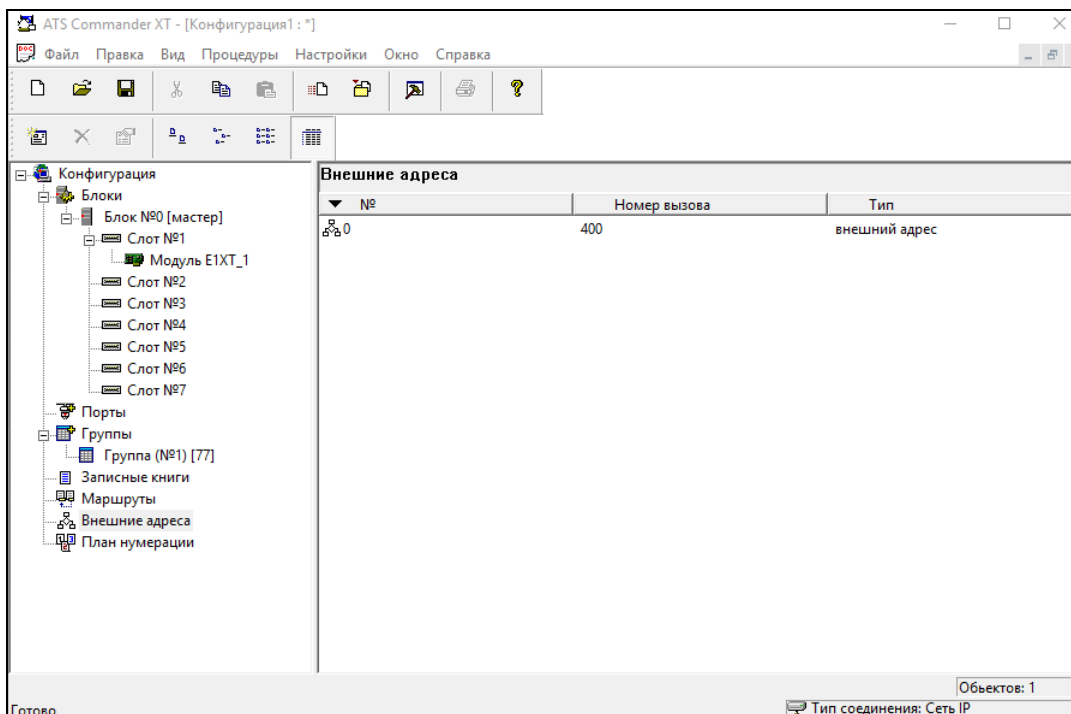 ATS Commander XT - [Конфигурация1 : *]
Файл Правка Вид Процедуры Настройки Окно Справка
Конфигурация
Блоки
Блок №0 [мастер]
Слот №1
Модуль E1XT_1
Слот №2
Слот №3
Слот №4
Слот №5
Слот №6
Слот №7
Порты
Группы
Группа (№1) [77]
Записные книги
Маршруты
Внешние адреса
План нумерации
Внешние адреса
№ Номер вызова Тип
0 400 внешний адрес
Обьектов: 1
Готово Тип соединения: Сеть IP